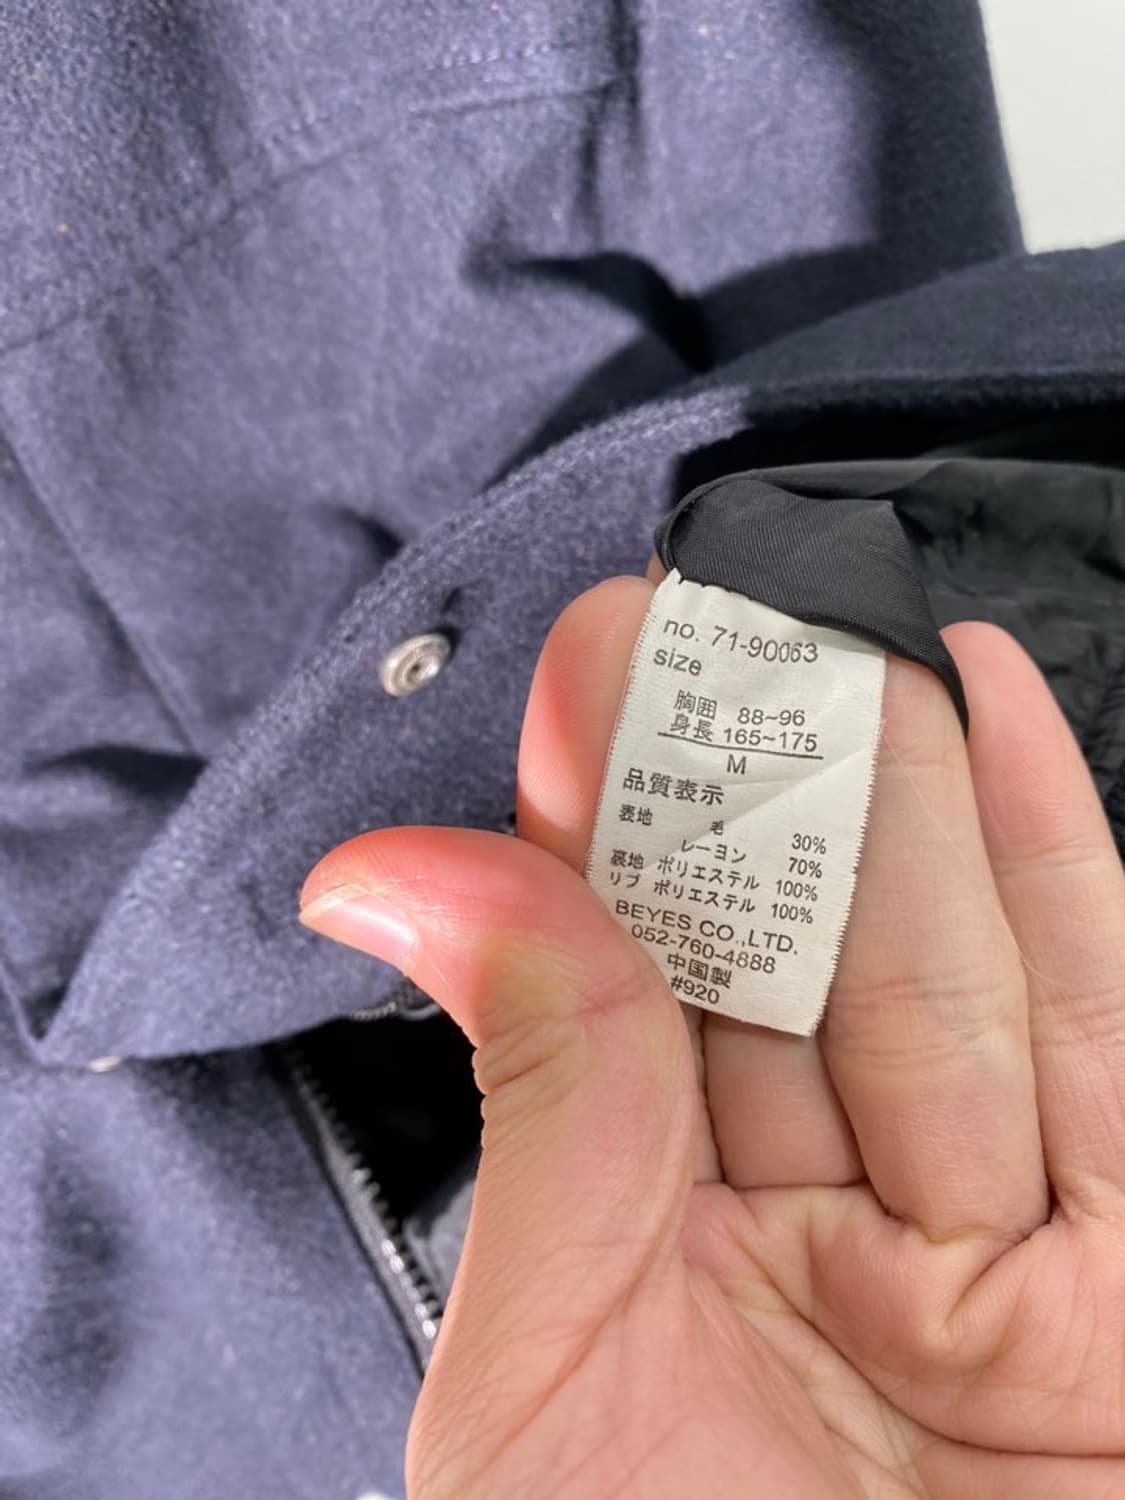 no. 71-90063
size
胸囲 88~96
身長 165~175
M
品質表示
表地 毛 30%
レーヨン 70%
裏地 ポリエステル 100%
リブ ポリエステル 100%
BEYES CO.,LTD.
052-760-4888
中国製
#920